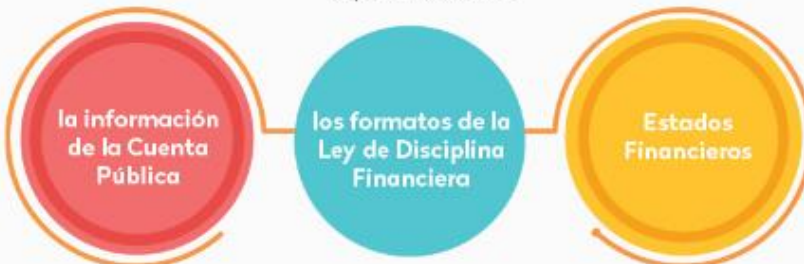 la información
de la Cuenta
Pública
los formatos de la
Ley de Disciplina
Financiera
Estados
Financieros